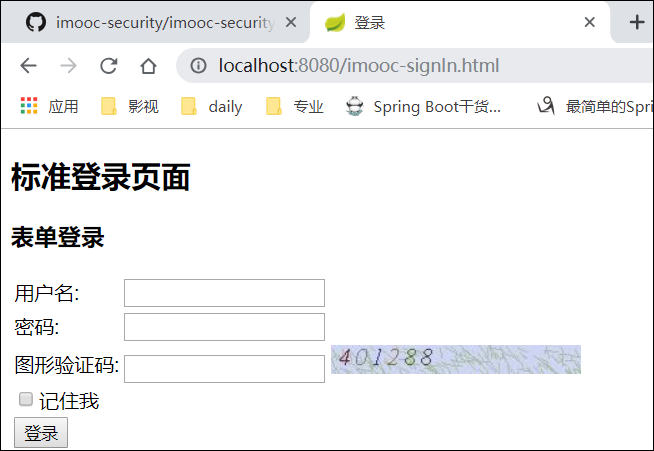 imooc-security/imooc-security
登录
localhost:8080/imooc-signIn.html
应用 影视 daily 专业 Spring Boot干货... 最简单的Spri
标准登录页面
表单登录
用户名:
密码:
图形验证码: 401288
记住我
登录